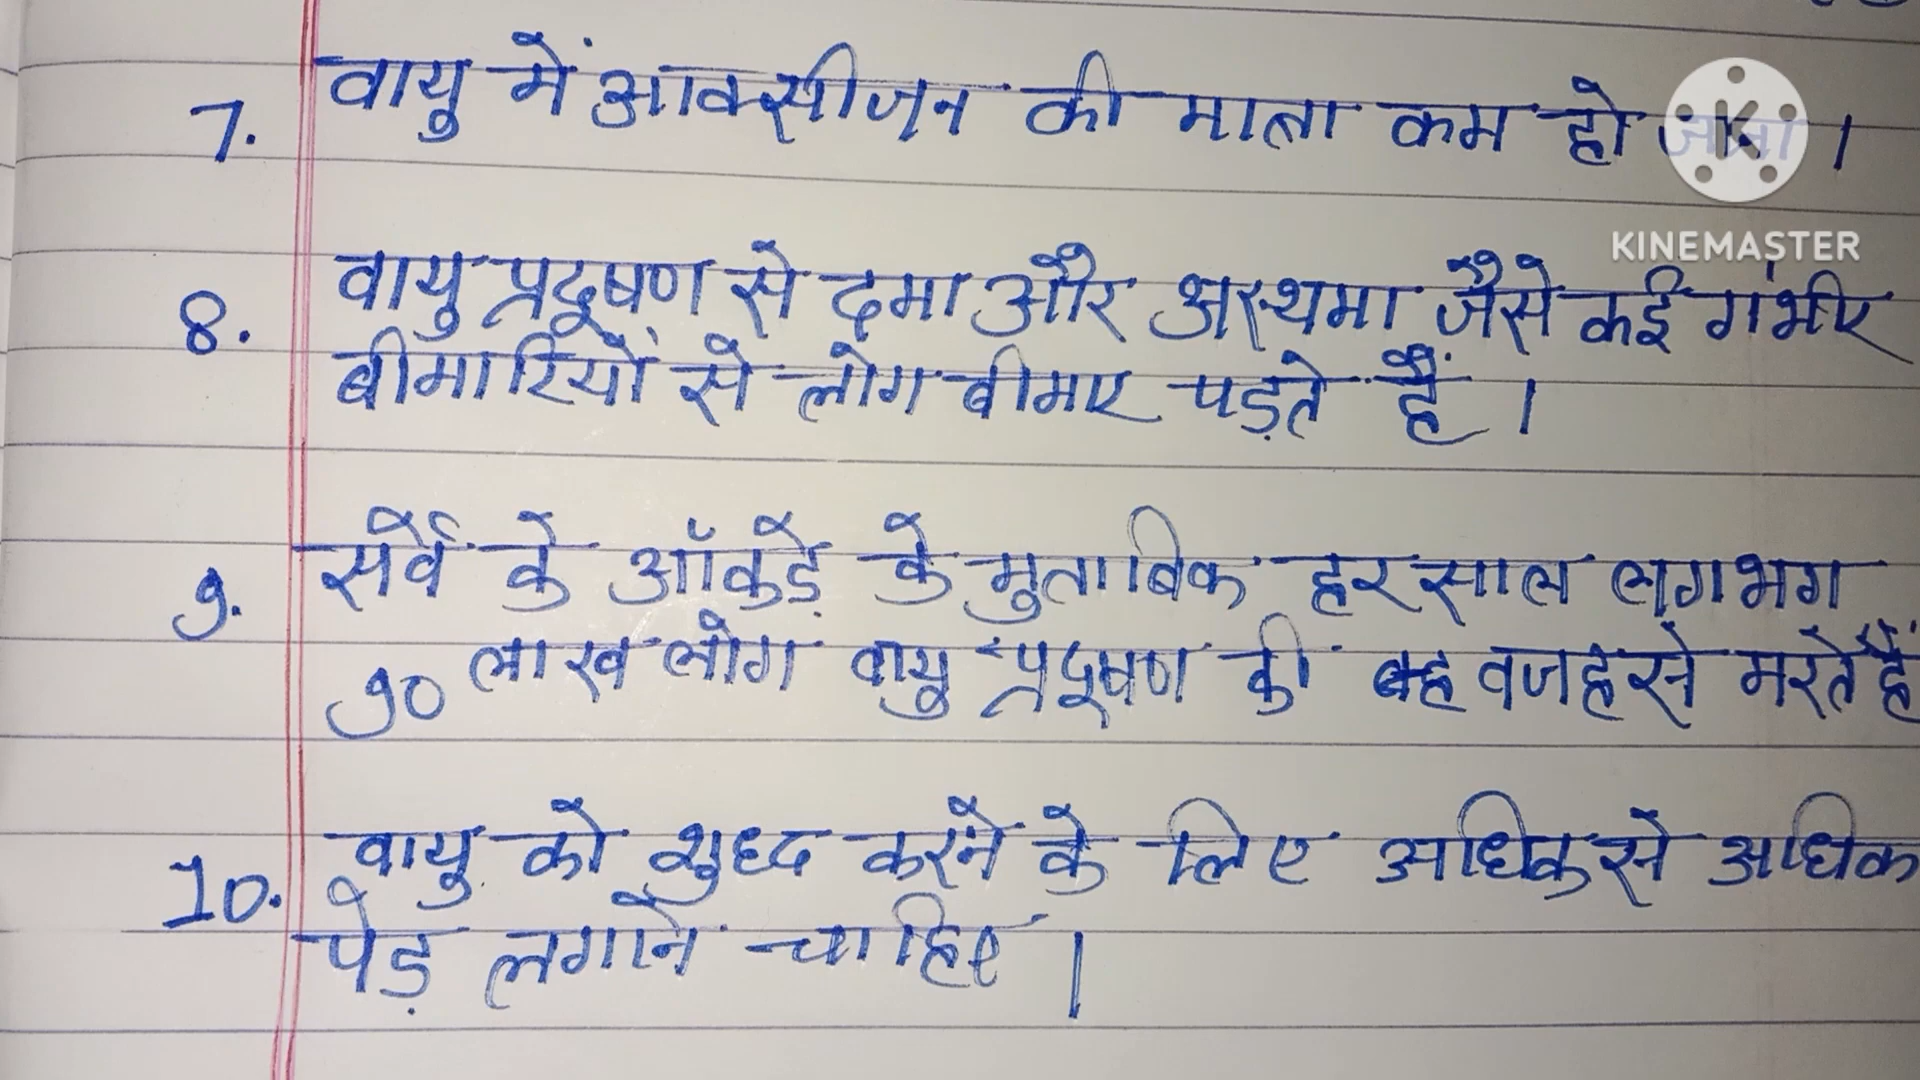 7. वायु में आक्सीजन की माता कम हो
KINEMASTER
8. वायु प्रदूषण से दमा और अस्थमा जैसे कई गंभीर
बीमारियों से लोग बीमार पड़ते हैं ।
9. सर्वे के ऑकड़े के मुताबिक हर साल लगभग
90 लाख लोग वायु प्रदूषण की वजह से मरते हैं
10. वायु को शुध्द करने के लिए अधिक से अधिक
पेड़ लगाने चाहिए ।